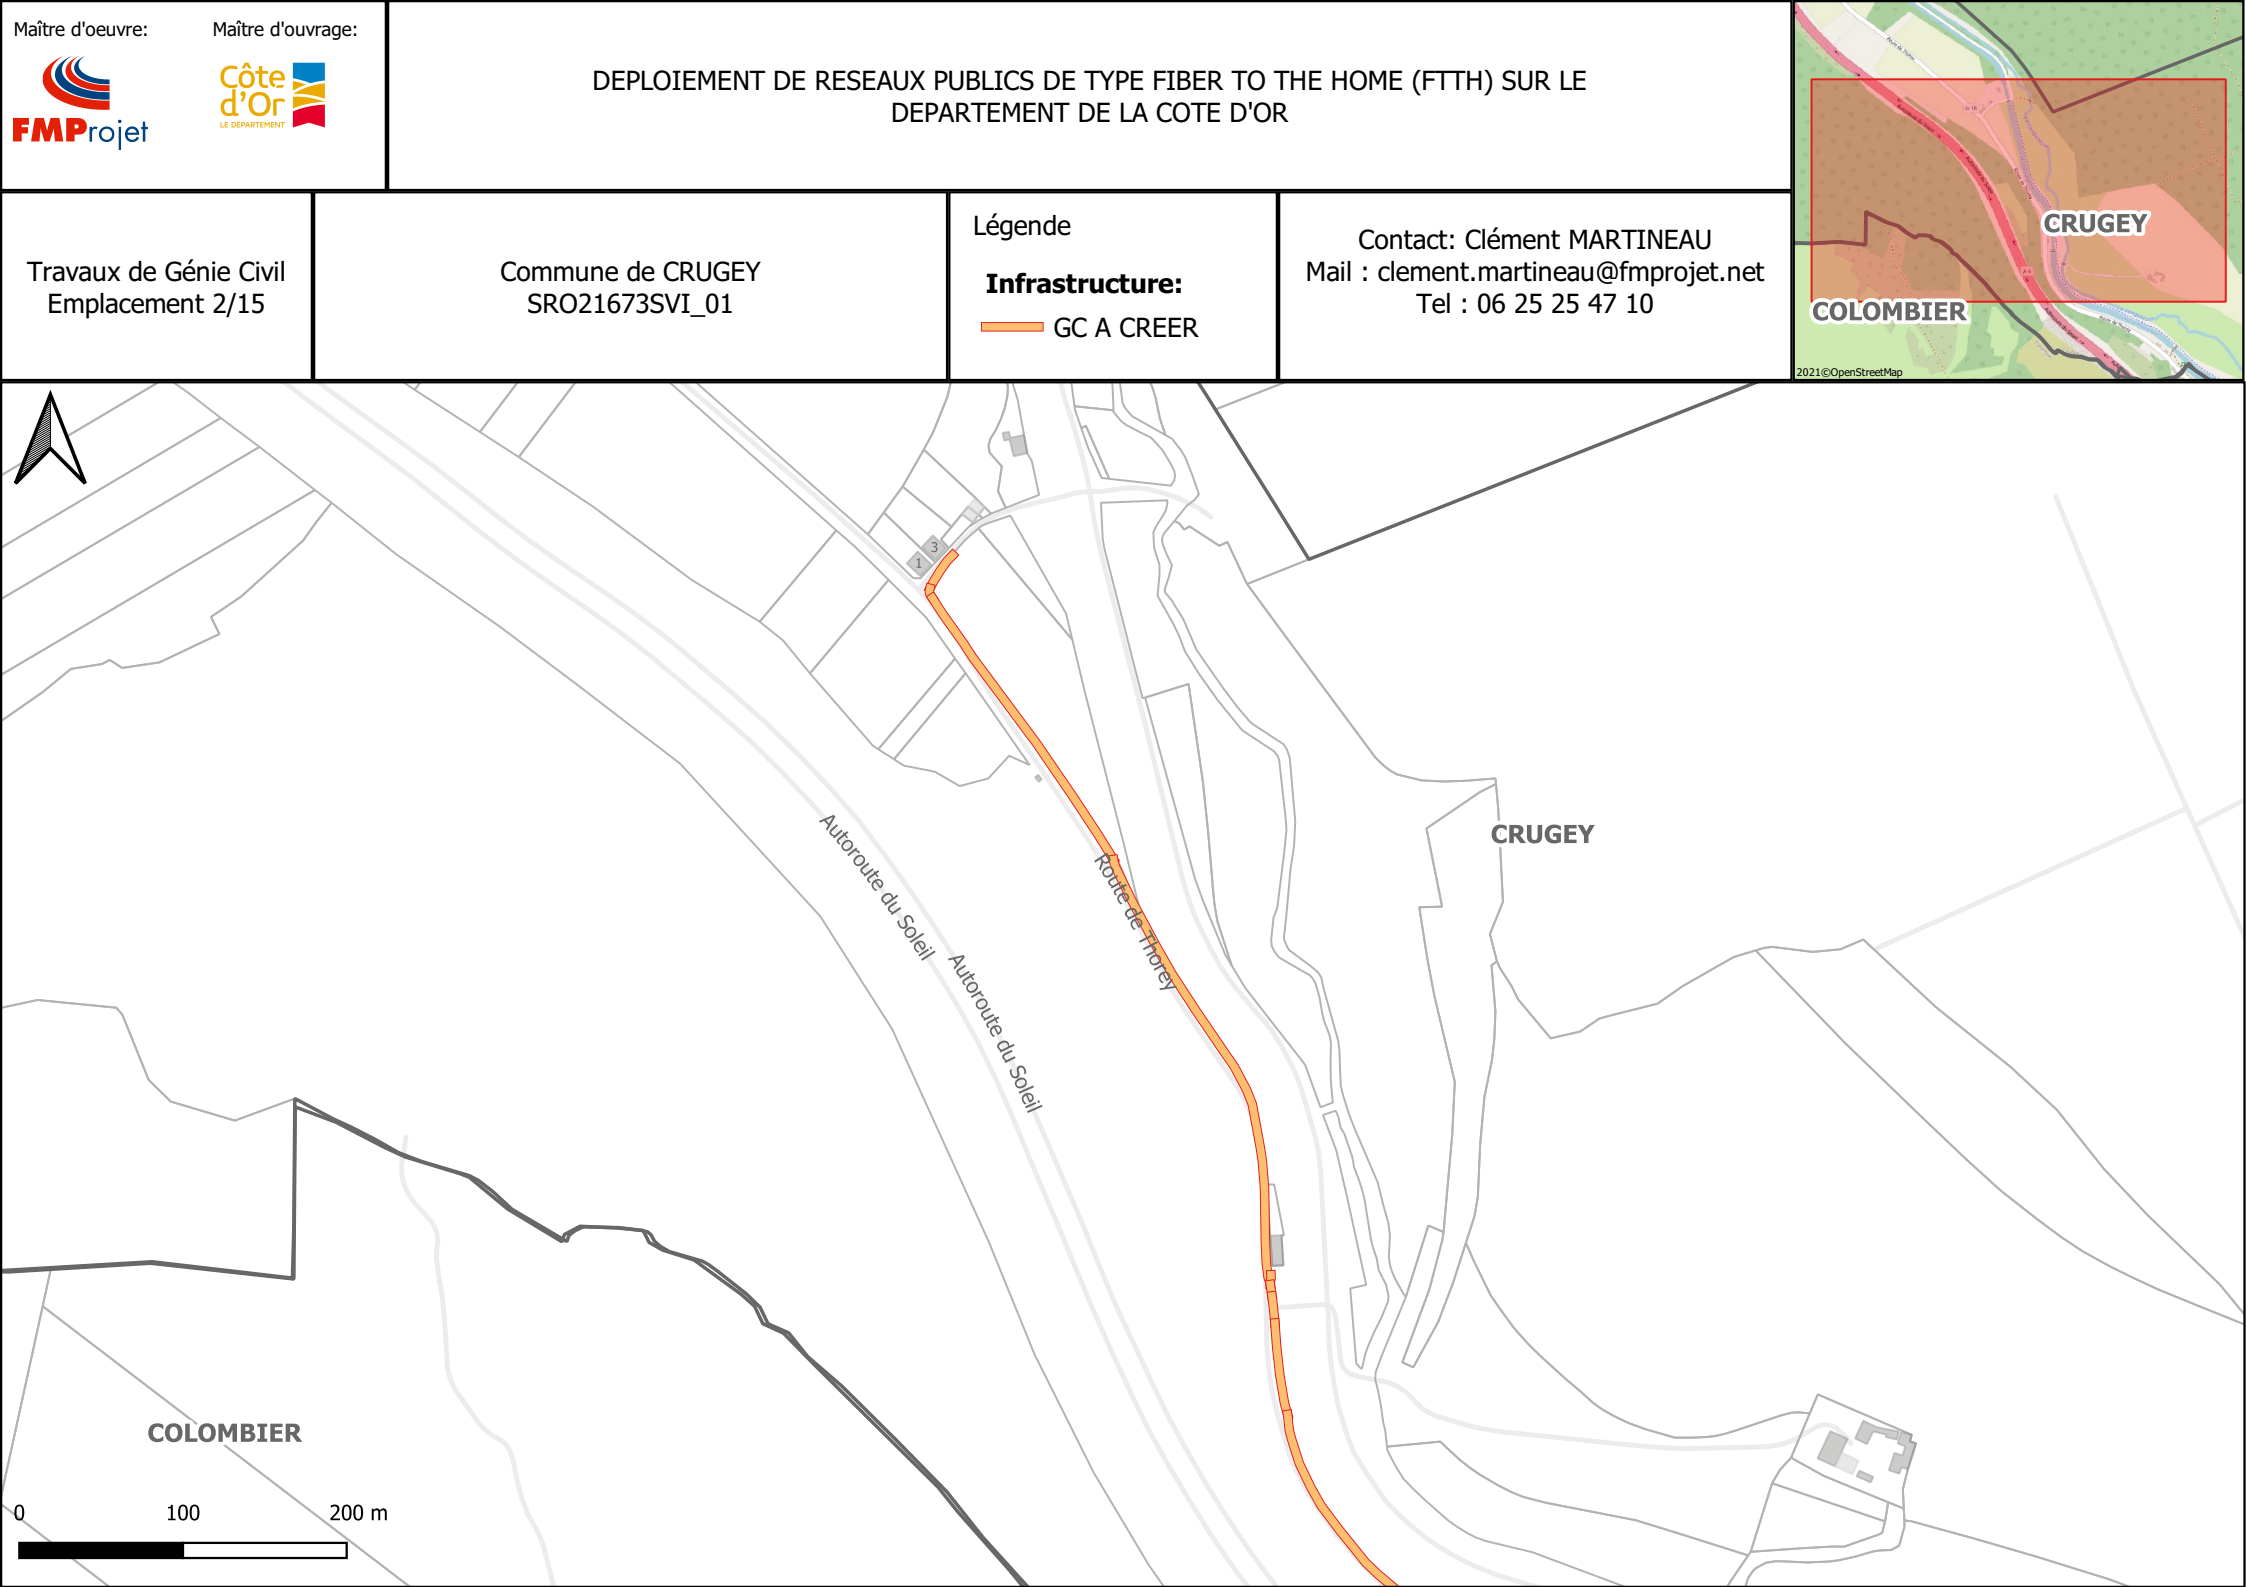 Maître d'oeuvre:
Maître d'ouvrage:
FMProjet
Côte
d'Or
LE DÉPARTEMENT
DEPLOIEMENT DE RESEAUX PUBLICS DE TYPE FIBER TO THE HOME (FTTH) SUR LE
DEPARTEMENT DE LA COTE D'OR
CRUGEY
COLOMBIER
2021©OpenStreetMap
Travaux de Génie Civil
Emplacement 2/15
Commune de CRUGEY
SRO21673SVI_01
Légende
Infrastructure:
GC A CREER
Contact: Clément MARTINEAU
Mail : clement.martineau@fmprojet.net
Tel : 06 25 25 47 10
3
1
Autoroute du Soleil
Route de Thorey
CRUGEY
Autoroute du Soleil
COLOMBIER
0 100 200 m